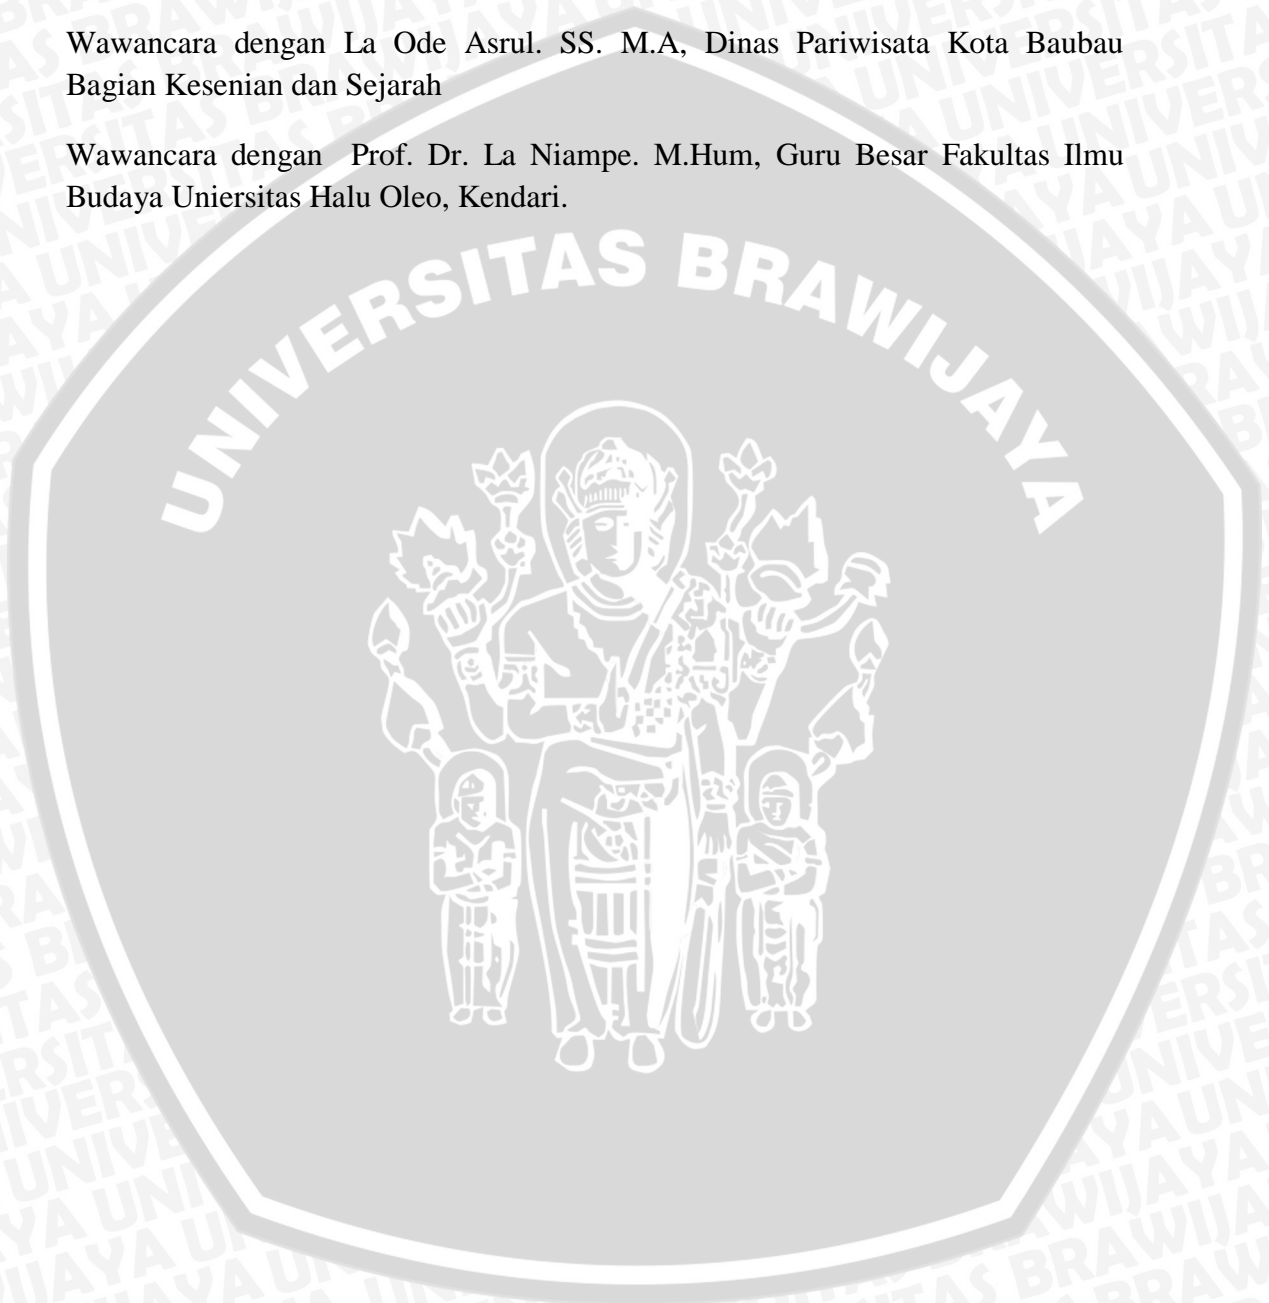 Wawancara dengan La Ode Asrul. SS. M.A, Dinas Pariwisata Kota Baubau
Bagian Kesenian dan Sejarah
Wawancara dengan Prof. Dr. La Niampe. M.Hum, Guru Besar Fakultas Ilmu
Budaya Uniersitas Halu Oleo, Kendari.
UNIVERSITAS BRAWIJAYA